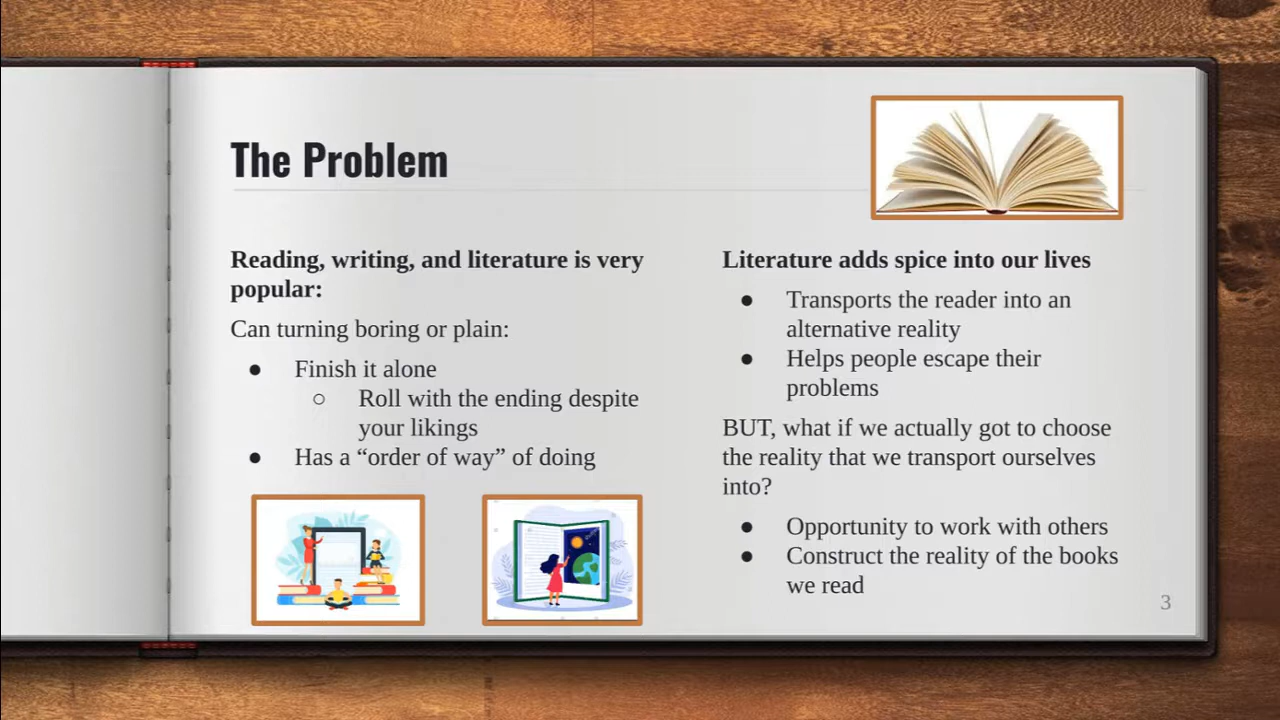 The Problem
Reading, writing, and literature is very
popular:
Can turning boring or plain:
● Finish it alone
○ Roll with the ending despite
your likings
● Has a “order of way” of doing
Literature adds spice into our lives
● Transports the reader into an
alternative reality
● Helps people escape their
problems
BUT, what if we actually got to choose
the reality that we transport ourselves
into?
● Opportunity to work with others
● Construct the reality of the books
we read
3